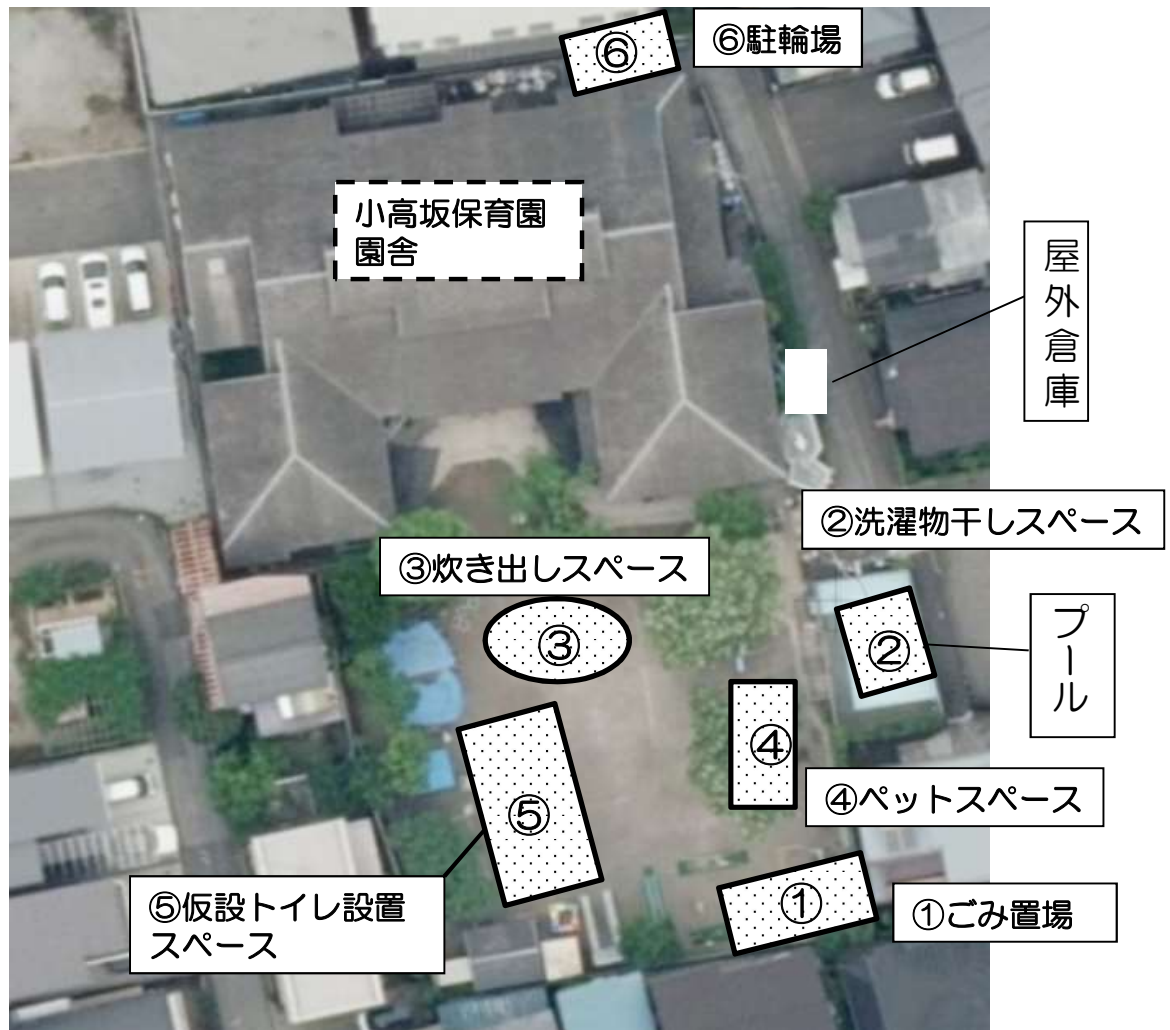 ⑥
⑥駐輪場
小高坂保育園
園舎
屋外倉庫
②洗濯物干しスペース
③炊き出しスペース
③
②
プール
④
④ペットスペース
⑤
⑤仮設トイレ設置
スペース
①
①ごみ置場